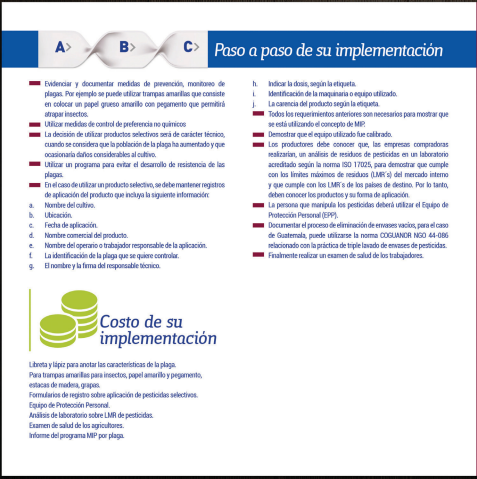 A> B> C> Paso a paso de su implementación
Evidenciar y documentar medidas de prevención, monitoreo de
plagas. Por ejemplo se puede utilizar trampas amarillas que consiste
en colocar un papel grueso amarillo con pegamento que permitirá
atrapar insectos.
Utilizar medidas de control de preferencia no químicos
La decisión de utilizar productos selectivos será de carácter técnico,
cuando se considera que la población de la plaga ha aumentado y que
ocasionaría daños considerables al cultivo.
Utilizar un programa para evitar el desarrollo de resistencia de las
plagas.
En el caso de utilizar un producto selectivo, se debe mantener registros
de aplicación del producto que incluya la siguiente información:
a. Nombre del cultivo.
b. Ubicación.
c. Fecha de aplicación.
d. Nombre comercial del producto.
e. Nombre del operario o trabajador responsable de la aplicación.
f. La identificación de la plaga que se quiere controlar.
g. El nombre y la firma del responsable técnico.
h. Indicar la dosis, según la etiqueta.
i. Identificación de la maquinaria o equipo utilizado.
j. La carencia del producto según la etiqueta.
Todos los requerimientos anteriores son necesarios para mostrar que
se está utilizando el concepto de MIP.
Demostrar que el equipo utilizado fue calibrado.
Los productores debe conocer que, las empresas compradoras
realizarían, un análisis de residuos de pesticidas en un laboratorio
acreditado según la norma ISO 17025, para demostrar que cumple
con los límites máximos de residuos (LMR´s) del mercado interno
y que cumple con los LMR´s de los países de destino. Por lo tanto,
deben conocer los productos y su forma de aplicación.
La persona que manipula los pesticidas deberá utilizar el Equipo de
Protección Personal (EPP).
Documentar el proceso de eliminación de envases vacíos, para el caso
de Guatemala, puede utilizarse la norma COGUANOR NGO 44-086
relacionado con la práctica de triple lavado de envases de pesticidas.
Finalmente realizar un examen de salud de los trabajadores.
Costo de su
implementación
Libreta y lápiz para anotar las características de la plaga.
Para trampas amarillas para insectos, papel amarillo y pegamento,
estacas de madera, grapas.
Formularios de registro sobre aplicación de pesticidas selectivos.
Equipo de Protección Personal.
Análisis de laboratorio sobre LMR de pesticidas.
Examen de salud de los agricultores.
Informe del programa MIP por plaga.